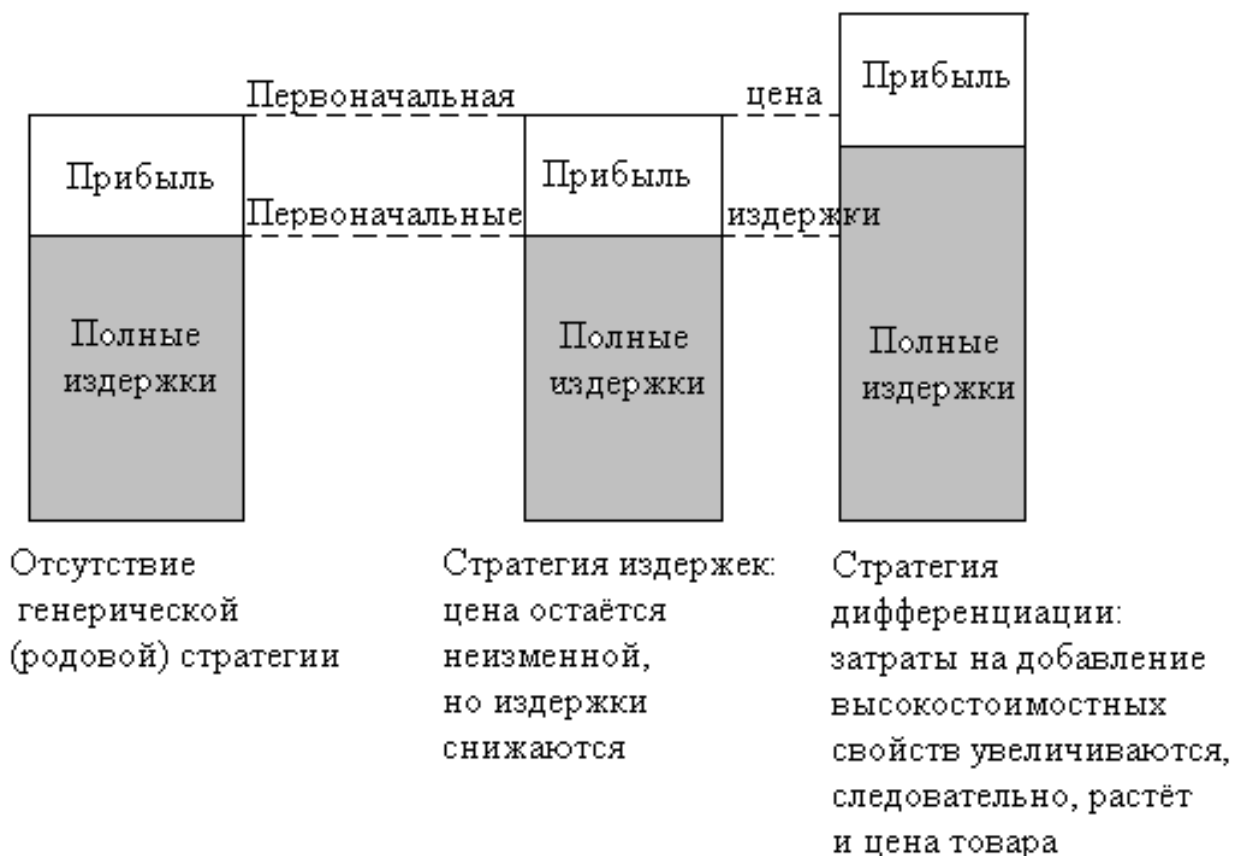 Прибыль
Первоначальная цена
Прибыль
Прибыль
Первоначальные издержки
Полные
издержки
Полные
издержки
Полные
издержки
Отсутствие
генерической
(родовой) стратегии
Стратегия издержек:
цена остаётся
неизменной,
но издержки
снижаются
Стратегия
дифференциации:
затраты на добавление
высокостоимостных
свойств увеличиваются,
следовательно, растёт
и цена товара